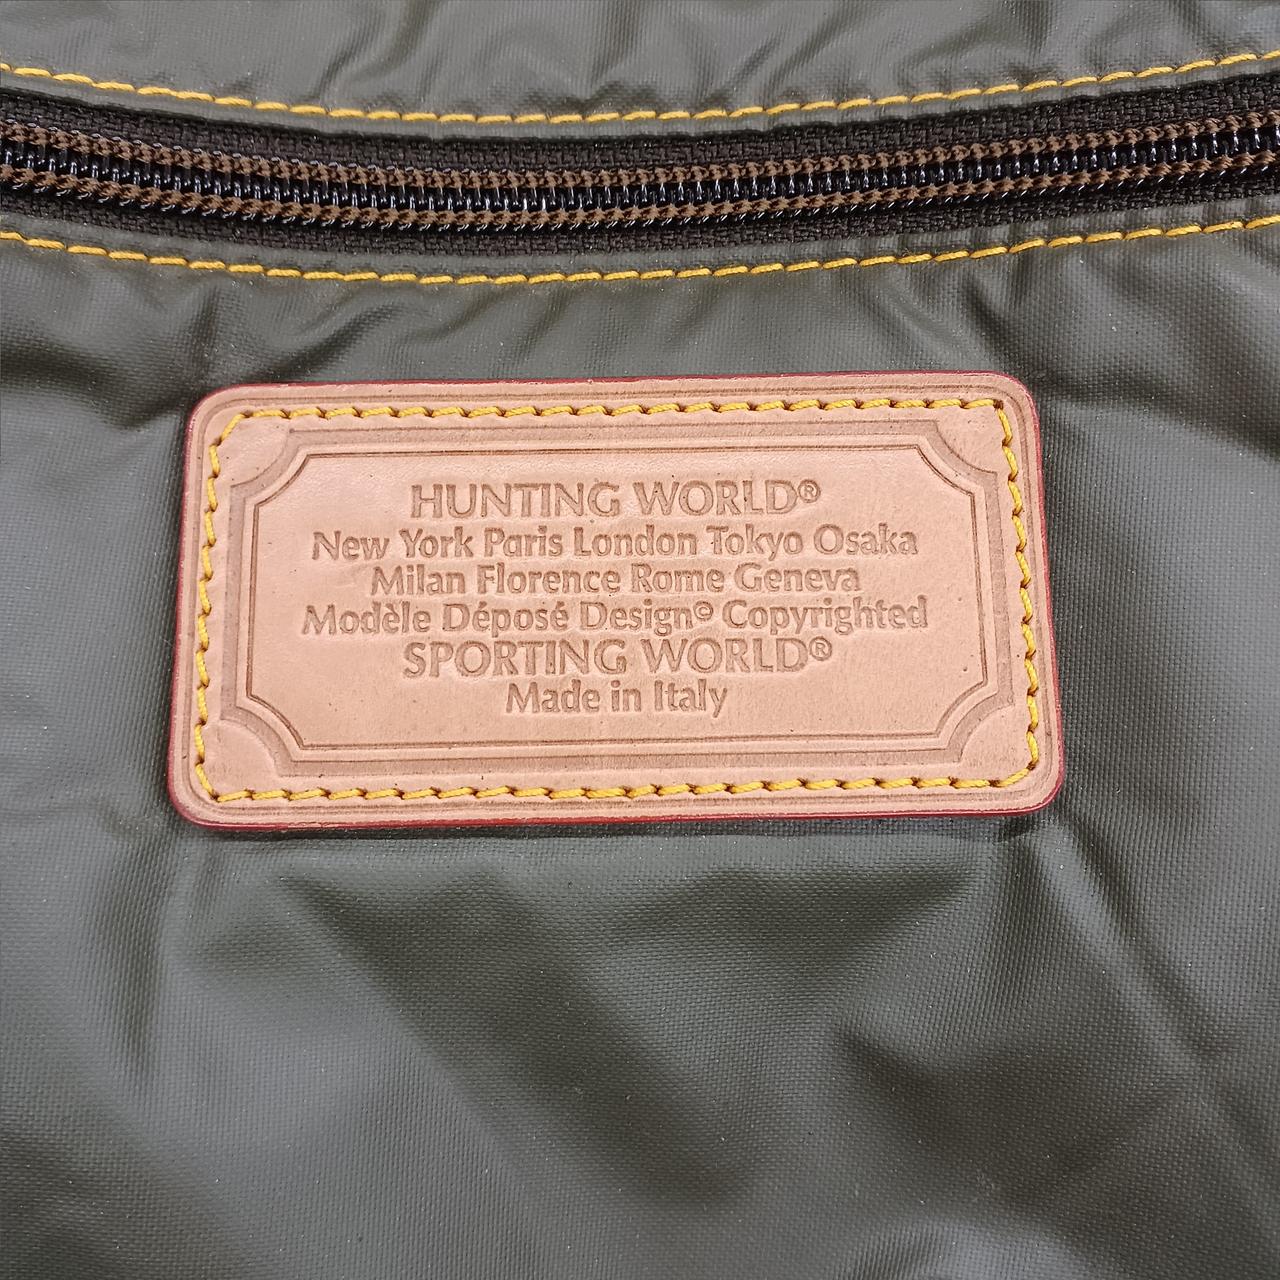 HUNTING WORLD®
New York Paris London Tokyo Osaka
Milan Florence Rome Geneva
Modèle Déposé Design© Copyrighted
SPORTING WORLD®
Made in Italy